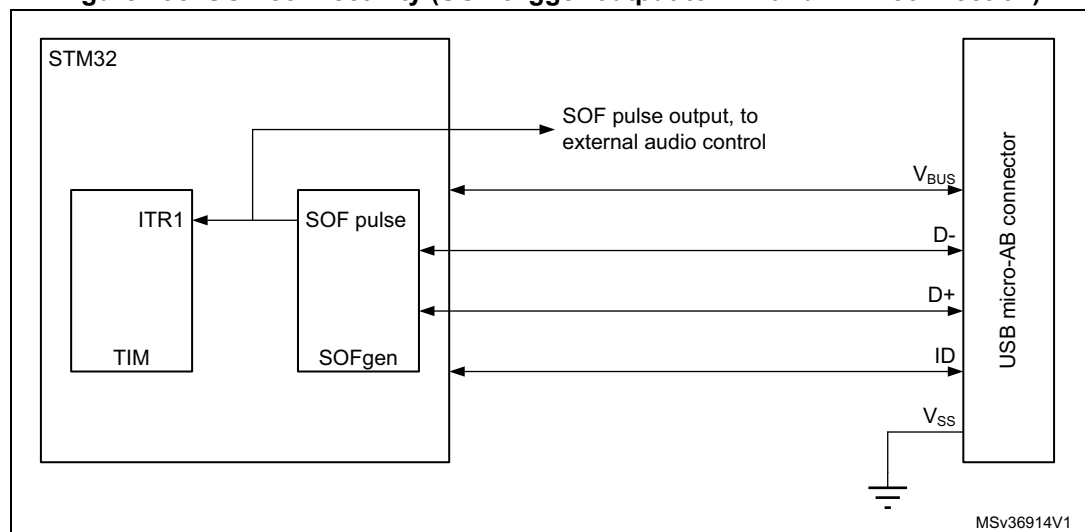 STM32
SOF pulse output, to
external audio control
VBUS
ITR1
SOF pulse
D-
D+
USB micro-AB connector
TIM
SOFgen
ID
VSS
MSv36914V1